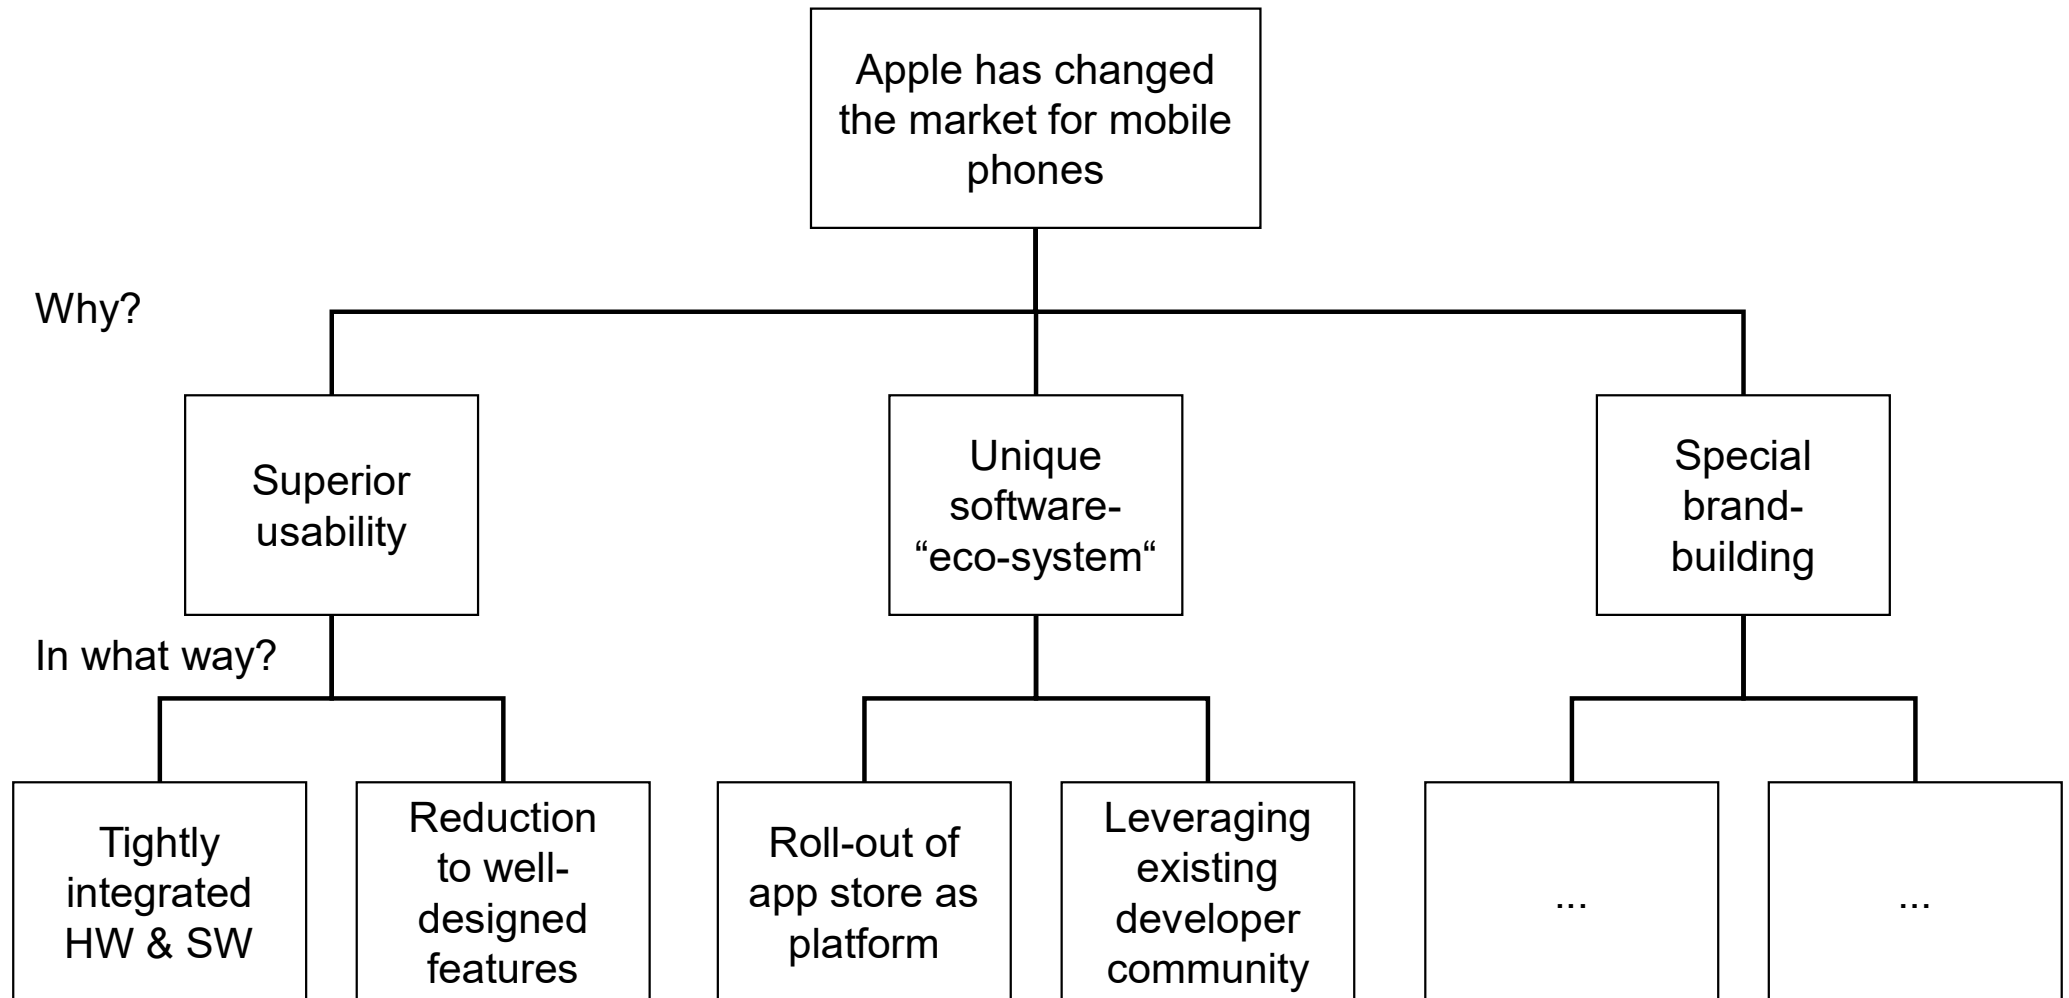 Apple has changed
the market for mobile
phones
Why?
Superior
usability
Unique
software-
“eco-system“
Special
brand-
building
In what way?
Tightly
integrated
HW & SW
Reduction
to well-
designed
features
Roll-out of
app store as
platform
Leveraging
existing
developer
community
...
...